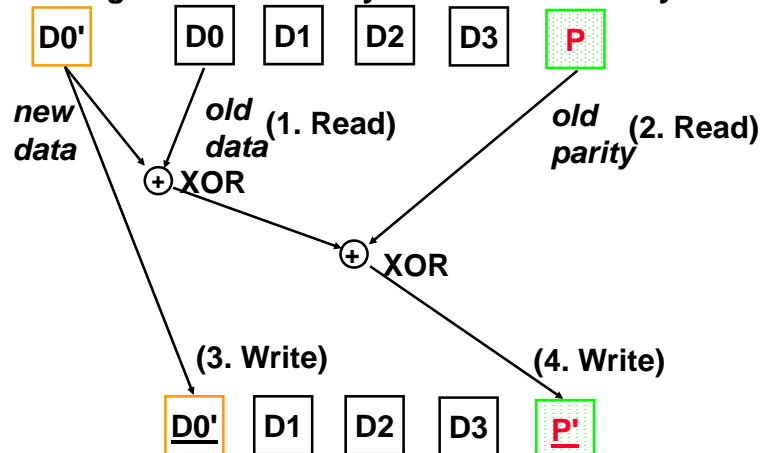 D0' D0 D1 D2 D3 P
new data
old data (1. Read)
old parity (2. Read)
+ XOR
+ XOR
(3. Write) (4. Write)
D0' D1 D2 D3 P'